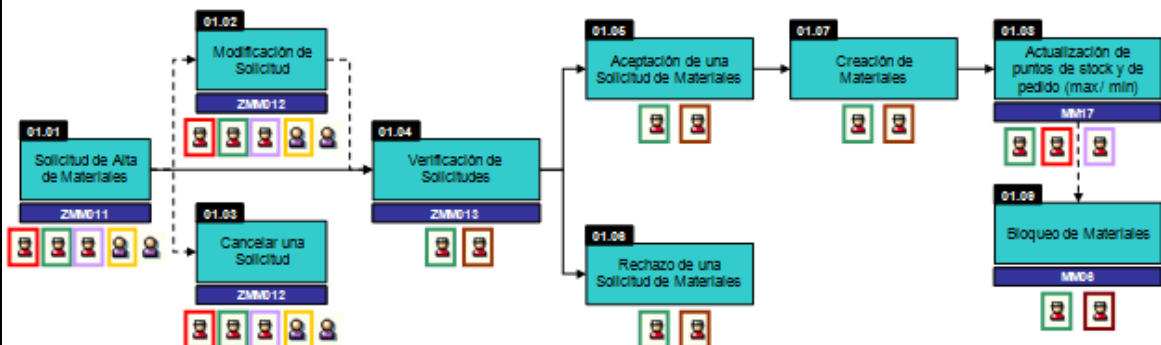 01.01
Solicitud de Alta
de Materiales
ZMM011
01.02
Modificación de
Solicitud
ZMM012
01.03
Cancelar una
Solicitud
ZMM012
01.04
Verificación de
Solicitudes
ZMM013
01.05
Aceptación de una
Solicitud de Materiales
01.06
Rechazo de una
Solicitud de Materiales
01.07
Creación de
Materiales
01.08
Actualización de
puntos de stock y de
pedido (max / min)
MM17
01.09
Bloqueo de Materiales
MM06